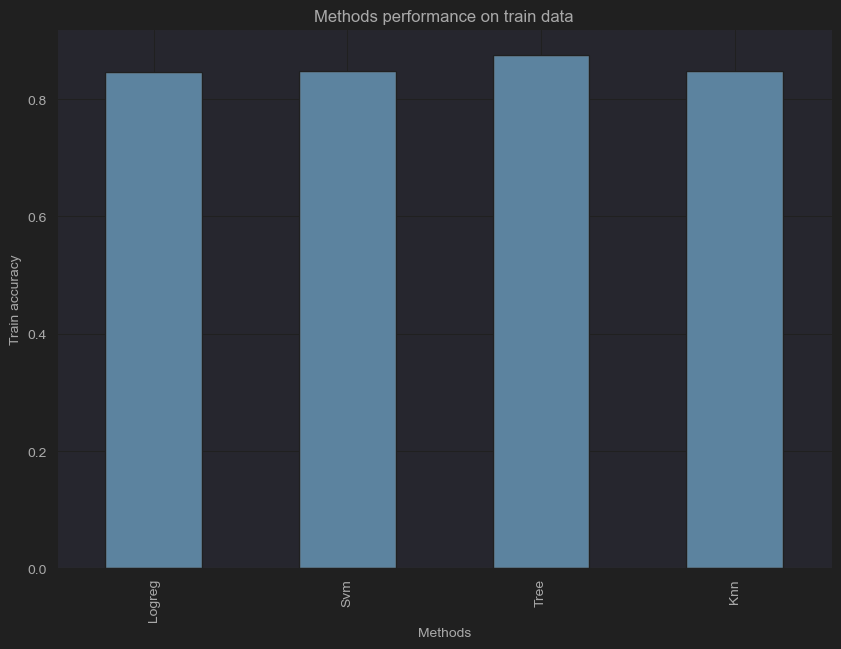 Methods performance on train data
Train accuracy
0.8
0.6
0.4
0.2
0.0
Logreg
Svm
Tree
Knn
Methods